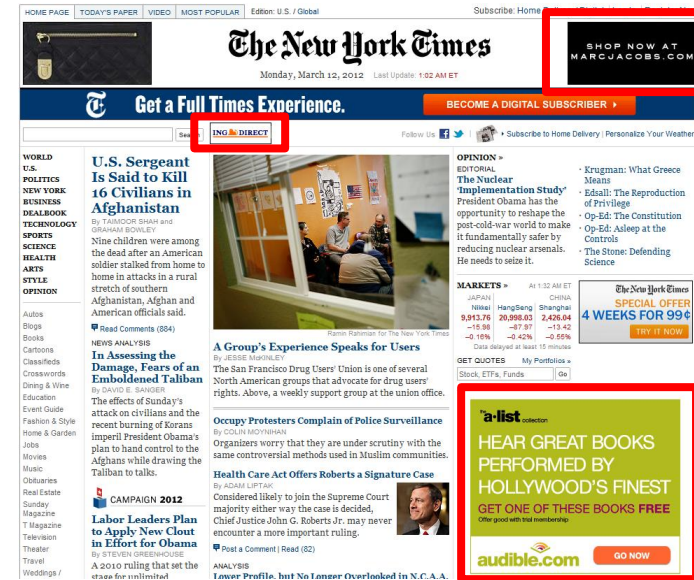 HOME PAGE TODAY'S PAPER VIDEO MOST POPULAR Edition: U.S. / Global
Subscribe: Home
The New York Times
Monday, March 12, 2012 Last Update: 1:02 AM ET
SHOP NOW AT
MARCJACOBS.COM
Get a Full Times Experience.
BECOME A DIGITAL SUBSCRIBER
ING DIRECT
Follow Us
Subscribe to Home Delivery | Personalize Your Weather
WORLD
U.S.
POLITICS
NEW YORK
BUSINESS
DEALBOOK
TECHNOLOGY
SPORTS
SCIENCE
HEALTH
ARTS
STYLE
OPINION
Autos
Blogs
Books
Cartoons
Classifieds
Crosswords
Dining & Wine
Education
Event Guide
Fashion & Style
Home & Garden
Jobs
Movies
Music
Obituaries
Real Estate
Sunday
Magazine
T Magazine
Television
Theater
Travel
Weddings /
U.S. Sergeant
Is Said to Kill
16 Civilians in
Afghanistan
By TAIMOOR SHAH and
GRAHAM BOWLEY
Nine children were among
the dead after an American
soldier stalked from home to
home in attacks in a rural
stretch of southern
Afghanistan, Afghan and
American officials said.
Read Comments (884)
NEWS ANALYSIS
In Assessing the
Damage, Fears of an
Emboldened Taliban
By DAVID E. SANGER
The effects of Sunday's
attack on civilians and the
recent burning of Korans
imperil President Obama's
plan to hand control to the
Afghans while drawing the
Taliban to talks.
CAMPAIGN 2012
Labor Leaders Plan
to Apply New Clout
in Effort for Obama
By STEVEN GREENHOUSE
A 2010 ruling that set the
stage for unlimited
Ramin Rahimian for The New York Times
A Group's Experience Speaks for Users
By JESSE McKINLEY
The San Francisco Drug Users' Union is one of several
North American groups that advocate for drug users'
rights. Above, a weekly support group at the union office.
Occupy Protesters Complain of Police Surveillance
By COLIN MOYNIHAN
Organizers worry that they are under scrutiny with the
same controversial methods used in Muslim communities.
Health Care Act Offers Roberts a Signature Case
By ADAM LIPTAK
Considered likely to join the Supreme Court
majority either way the case is decided,
Chief Justice John G. Roberts Jr. may never
encounter a more important ruling.
Post a Comment | Read (82)
ANALYSIS
Lower Profile, but No Longer Overlooked in N.C.A.A.
OPINION »
EDITORIAL
The Nuclear
'Implementation Study'
President Obama has the
opportunity to reshape the
post-cold-war world to make
it fundamentally safer by
reducing nuclear arsenals.
He needs to seize it.
· Krugman: What Greece
Means
· Edsall: The Reproduction
of Privilege
· Op-Ed: The Constitution
· Op-Ed: Asleep at the
Controls
· The Stone: Defending
Science
MARKETS » At 1:32 AM ET
JAPAN CHINA
Nikkei HangSeng Shanghai
9,913.76 20,998.03 2,426.04
-15.98 -87.97 -13.42
-0.16% -0.42% -0.55%
Data delayed at least 15 minutes
GET QUOTES My Portfolios »
Stock, ETFs, Funds Go
The New York Times
SPECIAL OFFER
4 WEEKS FOR 99¢
TRY IT NOW
The a-list collection
HEAR GREAT BOOKS
PERFORMED BY
HOLLYWOOD'S FINEST
GET ONE OF THESE BOOKS FREE
Offer good with trial membership
audible.com
GO NOW